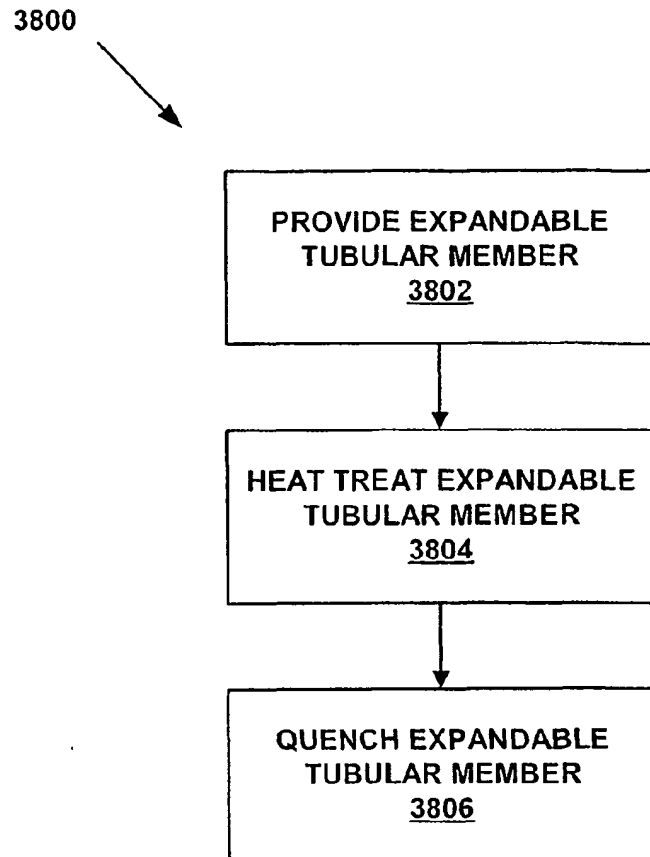 3800
PROVIDE EXPANDABLE
TUBULAR MEMBER
3802
HEAT TREAT EXPANDABLE
TUBULAR MEMBER
3804
QUENCH EXPANDABLE
TUBULAR MEMBER
3806